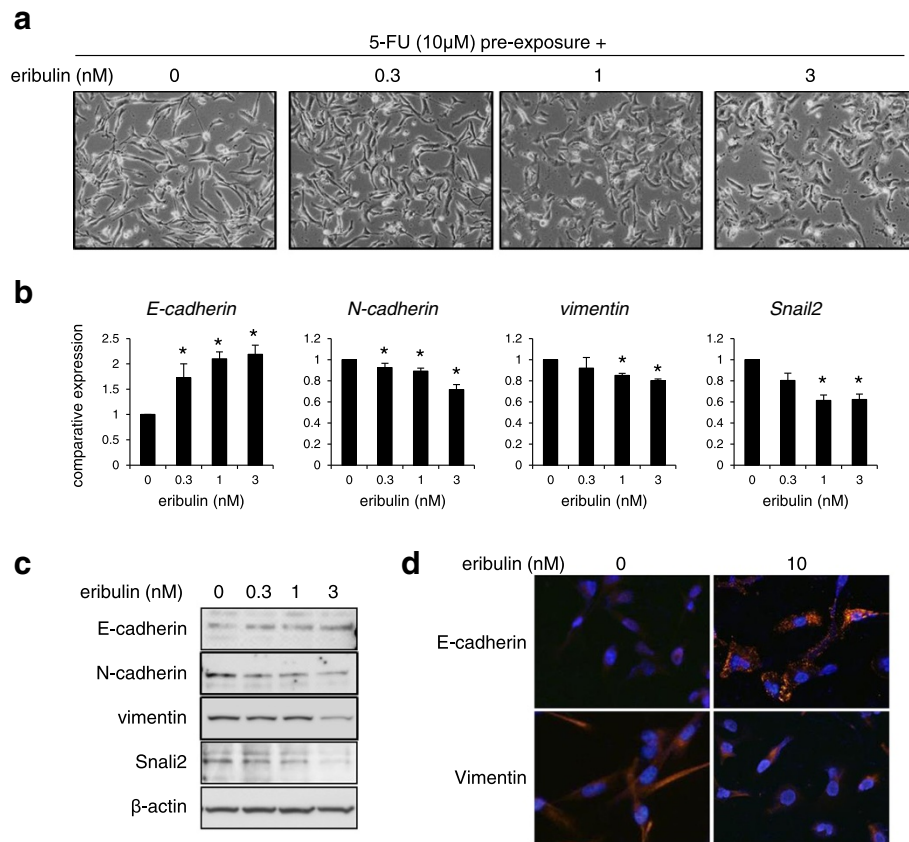 a
5-FU (10μM) pre-exposure +
eribulin (nM) 0 0.3 1 3
b
E-cadherin N-cadherin vimentin Snail2
comparative expression
2.5
2
1.5
1
0.5
0
*
*
*
0 0.3 1 3
eribulin (nM)
1.2
1
0.8
0.6
0.4
0.2
0
*
*
*
0 0.3 1 3
eribulin (nM)
1.2
1
0.8
0.6
0.4
0.2
0
*
*
0 0.3 1 3
eribulin (nM)
1.2
1
0.8
0.6
0.4
0.2
0
*
*
0 0.3 1 3
eribulin (nM)
c
eribulin (nM) 0 0.3 1 3
E-cadherin
N-cadherin
vimentin
Snali2
β-actin
d
eribulin (nM) 0 10
E-cadherin
Vimentin